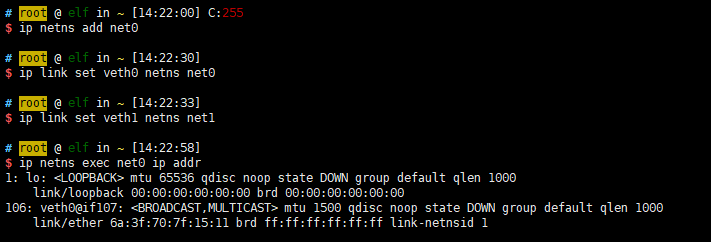 # root @ elf in ~ [14:22:00] C:255
$ ip netns add net0
# root @ elf in ~ [14:22:30]
$ ip link set veth0 netns net0
# root @ elf in ~ [14:22:33]
$ ip link set veth1 netns net1
# root @ elf in ~ [14:22:58]
$ ip netns exec net0 ip addr
1: lo: <LOOPBACK> mtu 65536 qdisc noop state DOWN group default qlen 1000
link/loopback 00:00:00:00:00:00 brd 00:00:00:00:00:00
106: veth0@if107: <BROADCAST,MULTICAST> mtu 1500 qdisc noop state DOWN group default qlen 1000
link/ether 6a:3f:70:7f:15:11 brd ff:ff:ff:ff:ff:ff link-netnsid 1